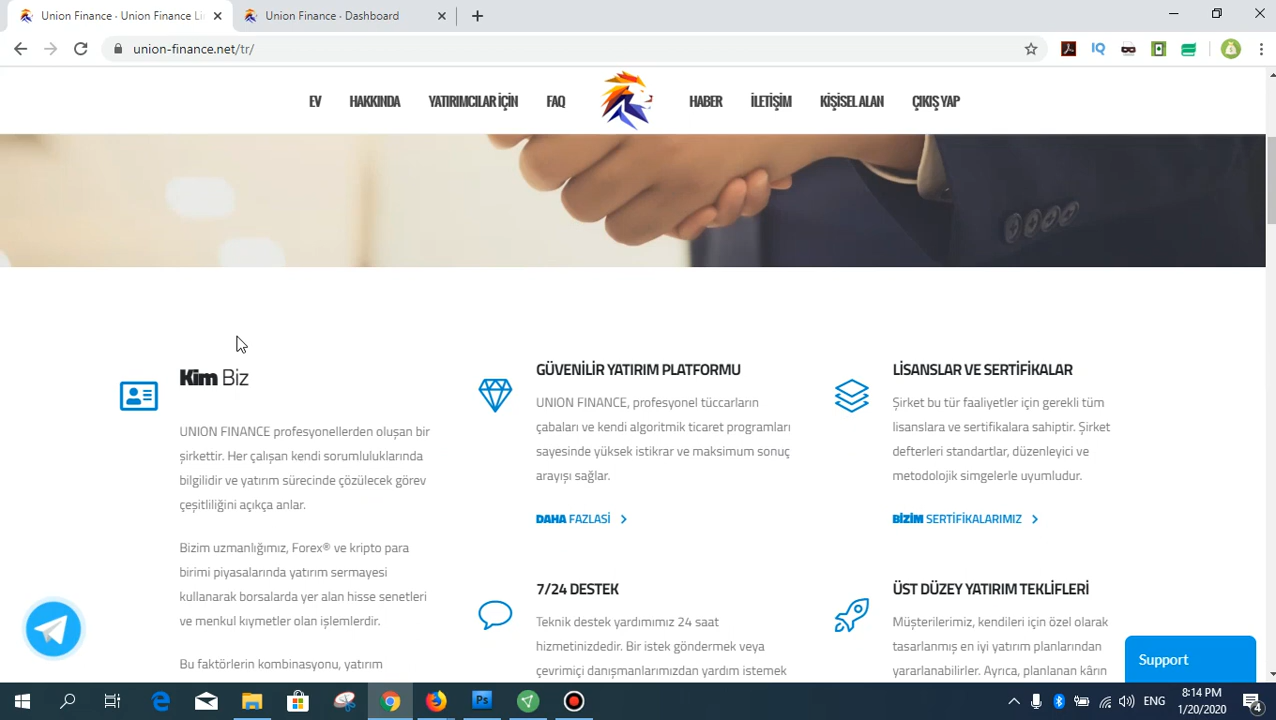 Union Finance - Union Finance Li
Union Finance - Dashboard
union-finance.net/tr/
IQ
EV
HAKKINDA
YATIRIMCILAR İÇİN
FAQ
HABER
İLETİŞİM
KİŞİSEL ALAN
ÇIKIŞ YAP
Kim Biz
UNION FINANCE profesyonellerden oluşan bir
şirkettir. Her çalışan kendi sorumluluklarında
bilgilidir ve yatırım sürecinde çözülecek görev
çeşitliliğini açıkça anlar.
Bizim uzmanlığımız, Forex® ve kripto para
birimi piyasalarında yatırım sermayesi
kullanarak borsalarda yer alan hisse senetleri
ve menkul kıymetler olan işlemlerdir.
Bu faktörlerin kombinasyonu, yatırım
GÜVENİLİR YATIRIM PLATFORMU
UNION FINANCE, profesyonel tüccarların
çabaları ve kendi algoritmik ticaret programları
sayesinde yüksek istikrar ve maksimum sonuç
arayışı sağlar.
DAHA FAZLASİ
LİSANSLAR VE SERTİFİKALAR
Şirket bu tür faaliyetler için gerekli tüm
lisanslara ve sertifikalara sahiptir. Şirket
defterleri standartlar, düzenleyici ve
metodolojik simgelerle uyumludur.
BİZİM SERTİFİKALARIMIZ
7/24 DESTEK
Teknik destek yardımımız 24 saat
hizmetinizdedir. Bir istek göndermek veya
çevrimiçi danışmanlarımızdan yardım istemek
ÜST DÜZEY YATIRIM TEKLİFLERİ
Müşterilerimiz, kendileri için özel olarak
tasarlanmış en iyi yatırım planlarından
yararlanabilirler. Ayrıca, planlanan kârın
Support
Ps
ENG
8:14 PM
1/20/2020
4